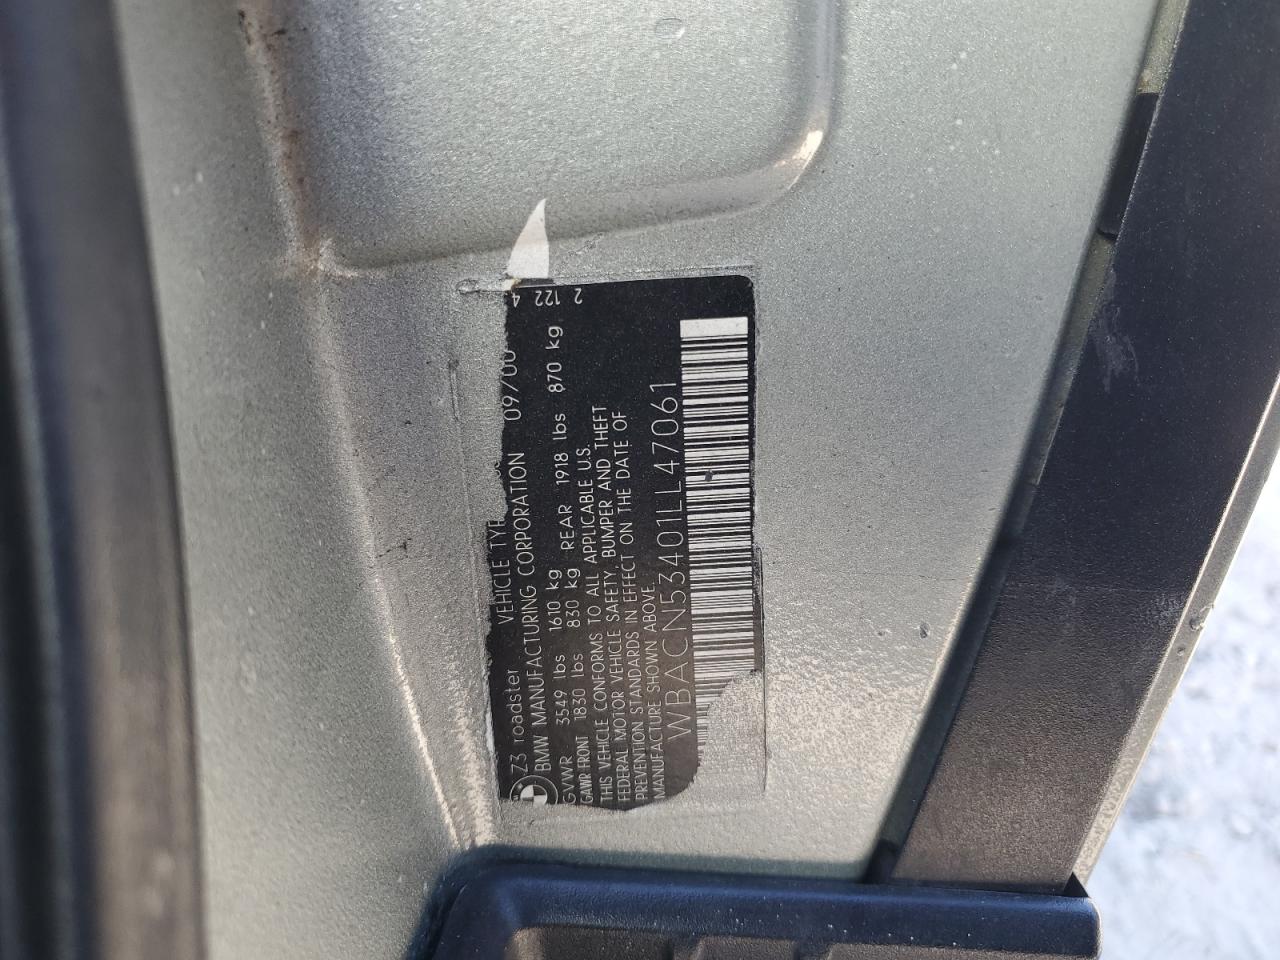 2 122 4
Z3 roadster VEHICLE TYPE
BMW MANUFACTURING CORPORATION 09/00
GVWR 3549 lbs 1610 kg REAR 1918 lbs 870 kg
GAWR FRONT 1830 lbs 830 kg
THIS VEHICLE CONFORMS TO ALL APPLICABLE U.S.
FEDERAL MOTOR VEHICLE SAFETY, BUMPER AND THEFT
PREVENTION STANDARDS IN EFFECT ON THE DATE OF
MANUFACTURE SHOWN ABOVE.
WBACN53401LL47061